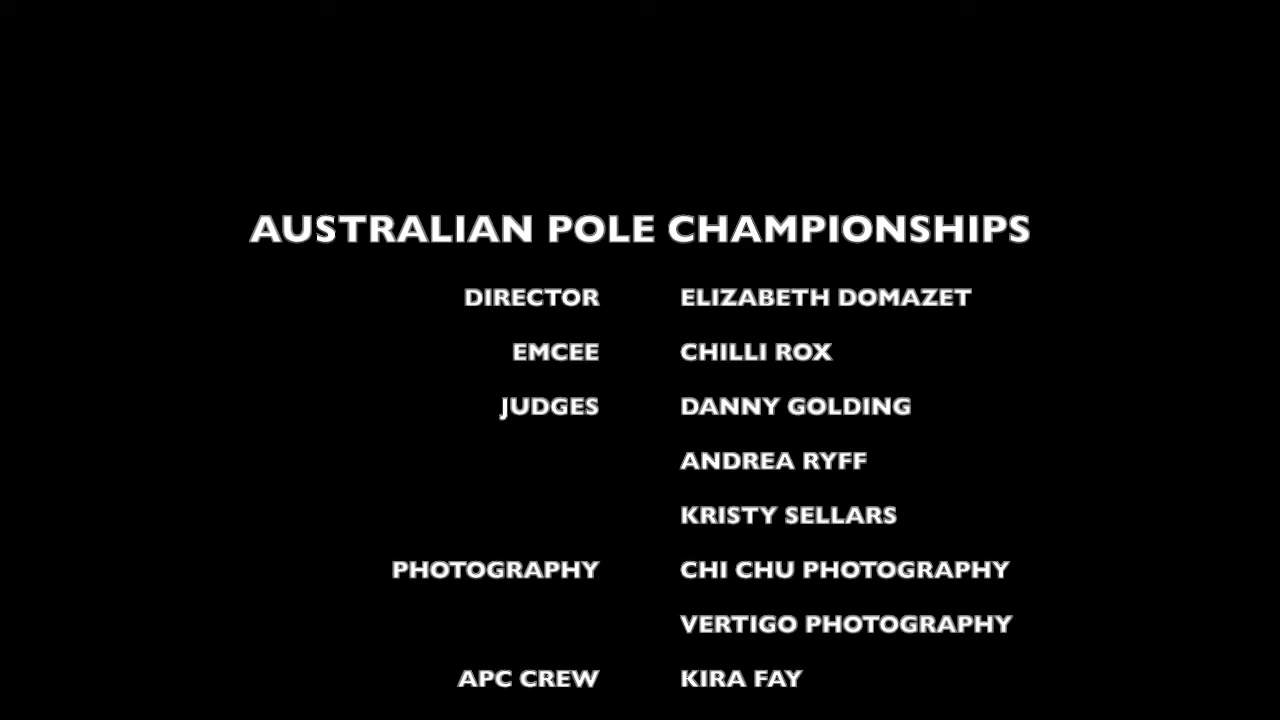 AUSTRALIAN POLE CHAMPIONSHIPS
DIRECTOR ELIZABETH DOMAZET
EMCEE CHILLI ROX
JUDGES DANNY GOLDING
ANDREA RYFF
KRISTY SELLARS
PHOTOGRAPHY CHI CHU PHOTOGRAPHY
VERTIGO PHOTOGRAPHY
APC CREW KIRA FAY